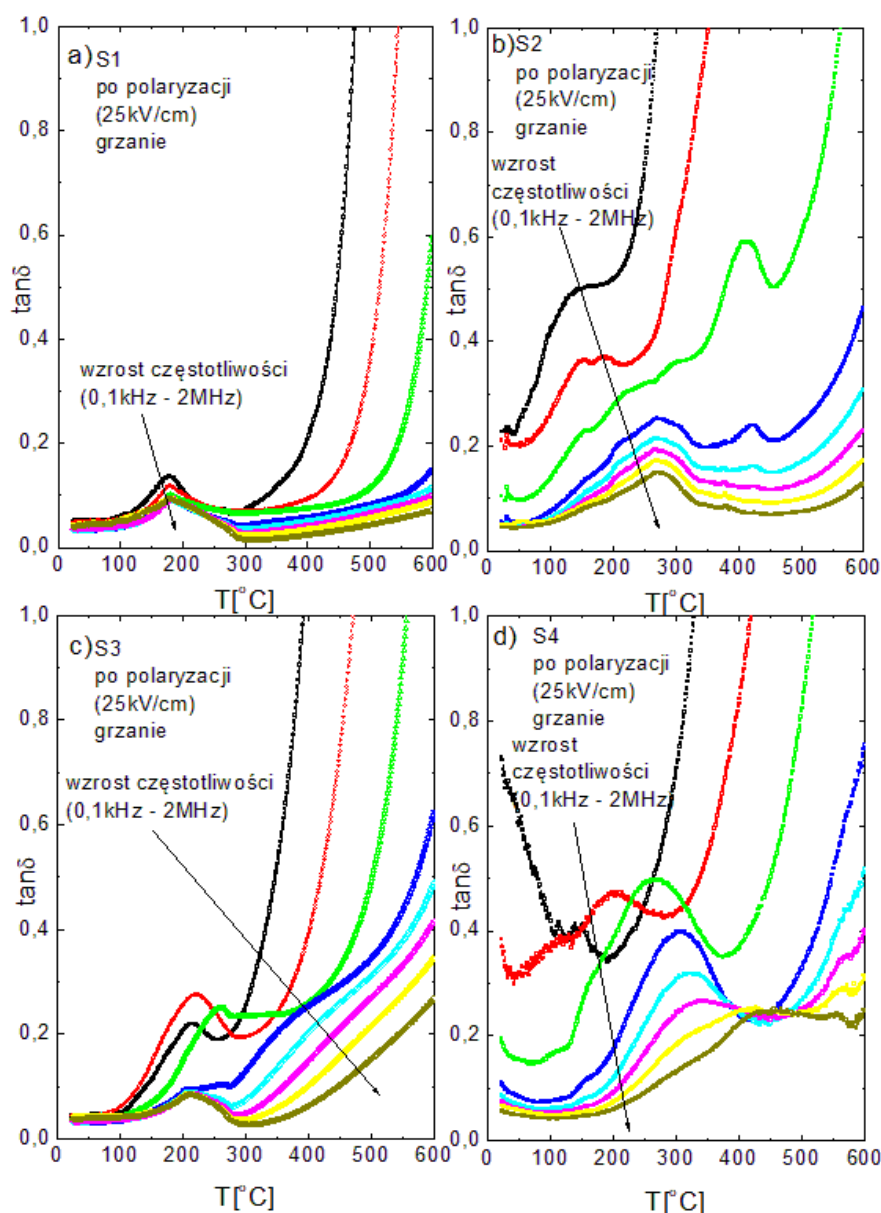 a) S1
po polaryzacji
(25kV/cm)
grzanie
wzrost częstotliwości
(0,1kHz - 2MHz)
tanδ
1,0
0,8
0,6
0,4
0,2
0,0
0 100 200 300 400 500 600
T[°C]
b) S2
po polaryzacji
(25kV/cm)
grzanie
wzrost
częstotliwości
(0,1kHz - 2MHz)
tanδ
1,0
0,8
0,6
0,4
0,2
0,0
0 100 200 300 400 500 600
T[°C]
c) S3
po polaryzacji
(25kV/cm)
grzanie
wzrost częstotliwości
(0,1kHz - 2MHz)
tanδ
1,0
0,8
0,6
0,4
0,2
0,0
0 100 200 300 400 500 600
T[°C]
d) S4
po polaryzacji
(25kV/cm)
grzanie
wzrost
częstotliwości
(0,1kHz - 2MHz)
tanδ
1,0
0,8
0,6
0,4
0,2
0,0
0 100 200 300 400 500 600
T[°C]